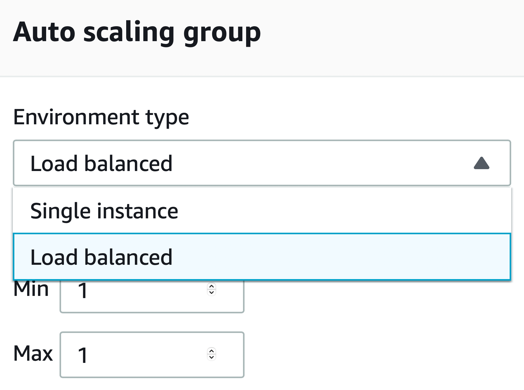 Auto scaling group
Environment type
Load balanced
Single instance
Load balanced
Min 1
Max 1